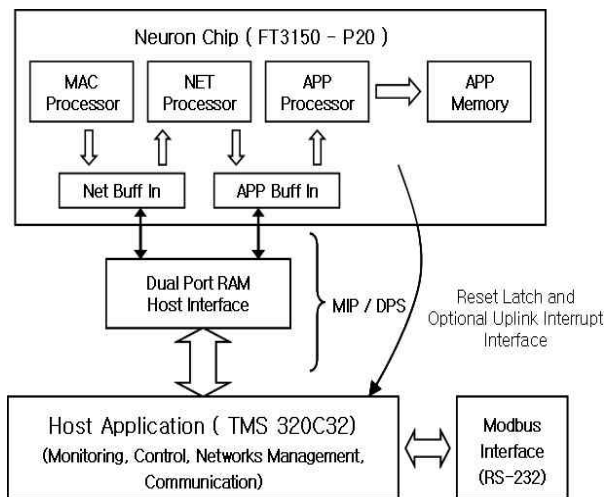 Neuron Chip ( FT3150 - P20 )
MAC
Processor
NET
Processor
APP
Processor
APP
Memory
Net Buff In
APP Buff In
Dual Port RAM
Host Interface
MIP / DPS
Reset Latch and
Optional Uplink Interrupt
Interface
Host Application ( TMS 320C32)
(Monitoring, Control, Networks Management,
Communication)
Modbus
Interface
(RS-232)